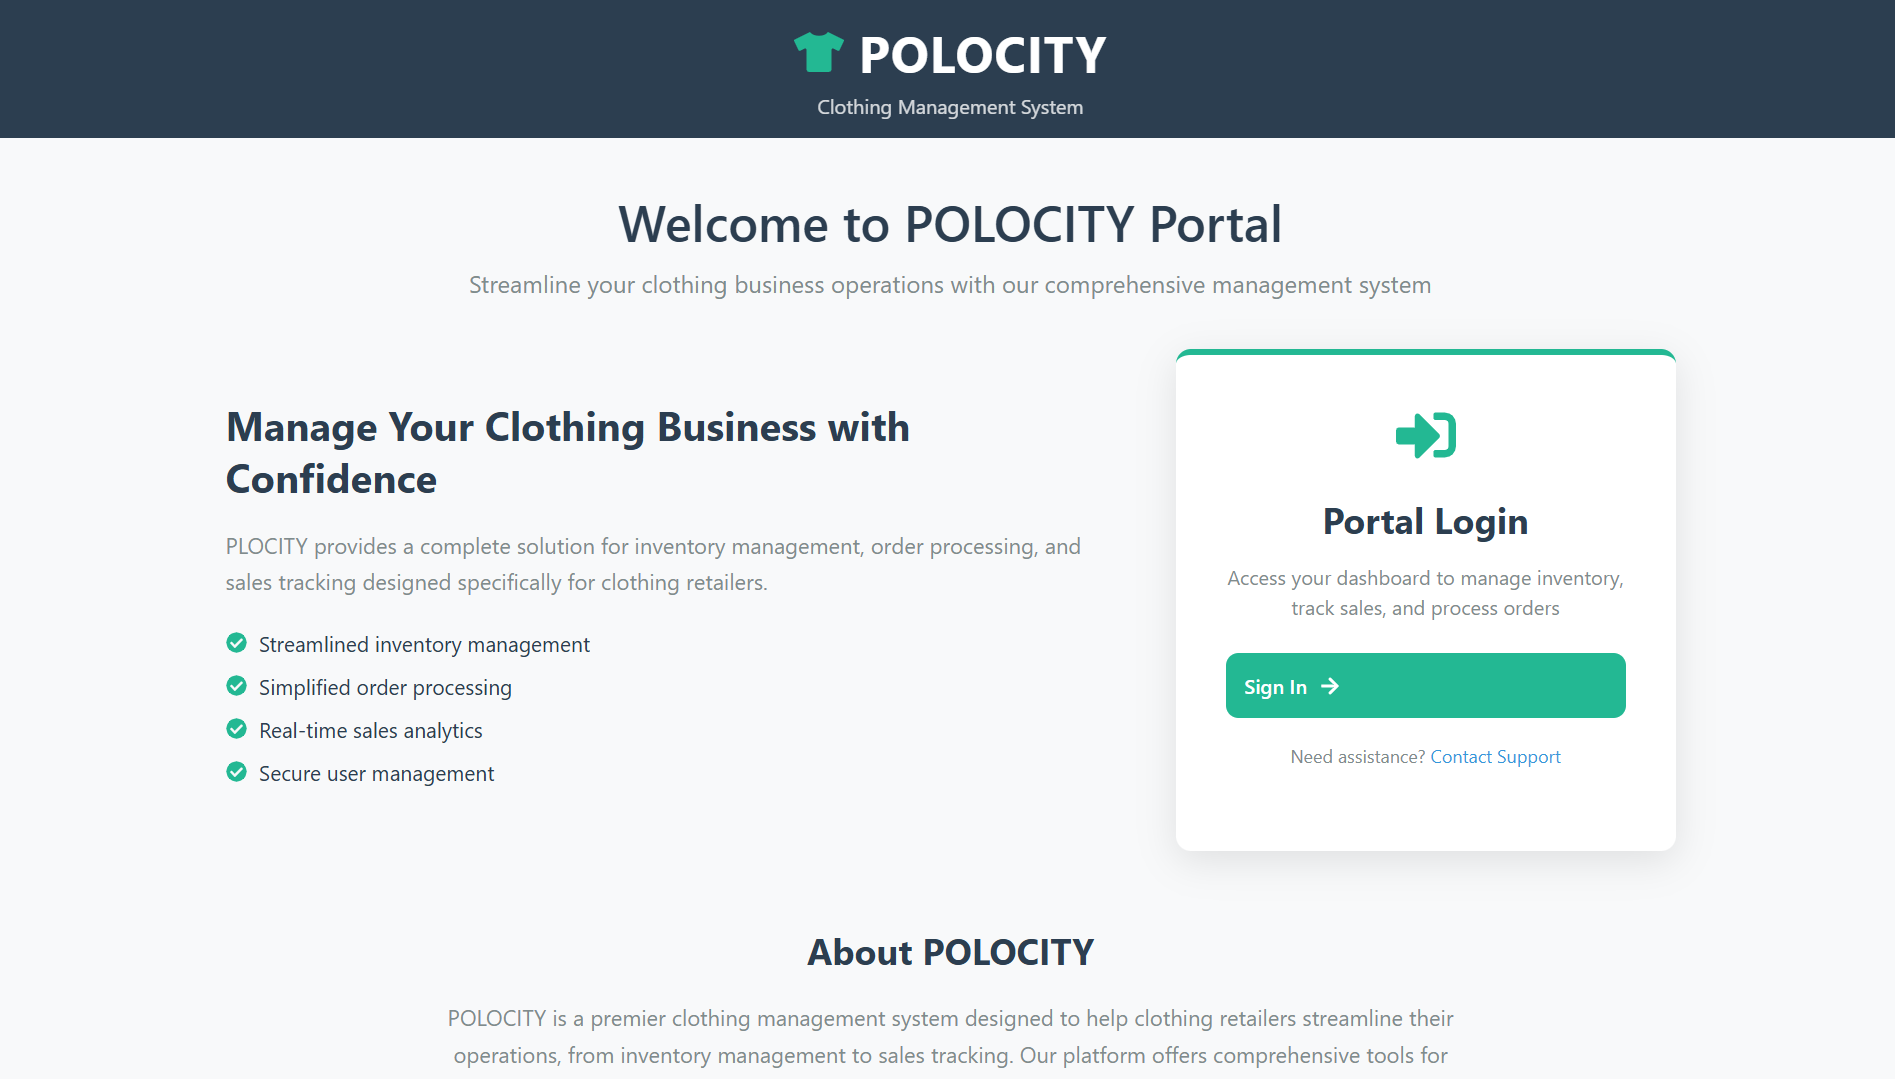 POLOCITY
Clothing Management System
Welcome to POLOCITY Portal
Streamline your clothing business operations with our comprehensive management system
Manage Your Clothing Business with
Confidence
PLOCITY provides a complete solution for inventory management, order processing, and
sales tracking designed specifically for clothing retailers.
Streamlined inventory management
Simplified order processing
Real-time sales analytics
Secure user management
Portal Login
Access your dashboard to manage inventory,
track sales, and process orders
Sign In
Need assistance? Contact Support
About POLOCITY
POLOCITY is a premier clothing management system designed to help clothing retailers streamline their
operations, from inventory management to sales tracking. Our platform offers comprehensive tools for